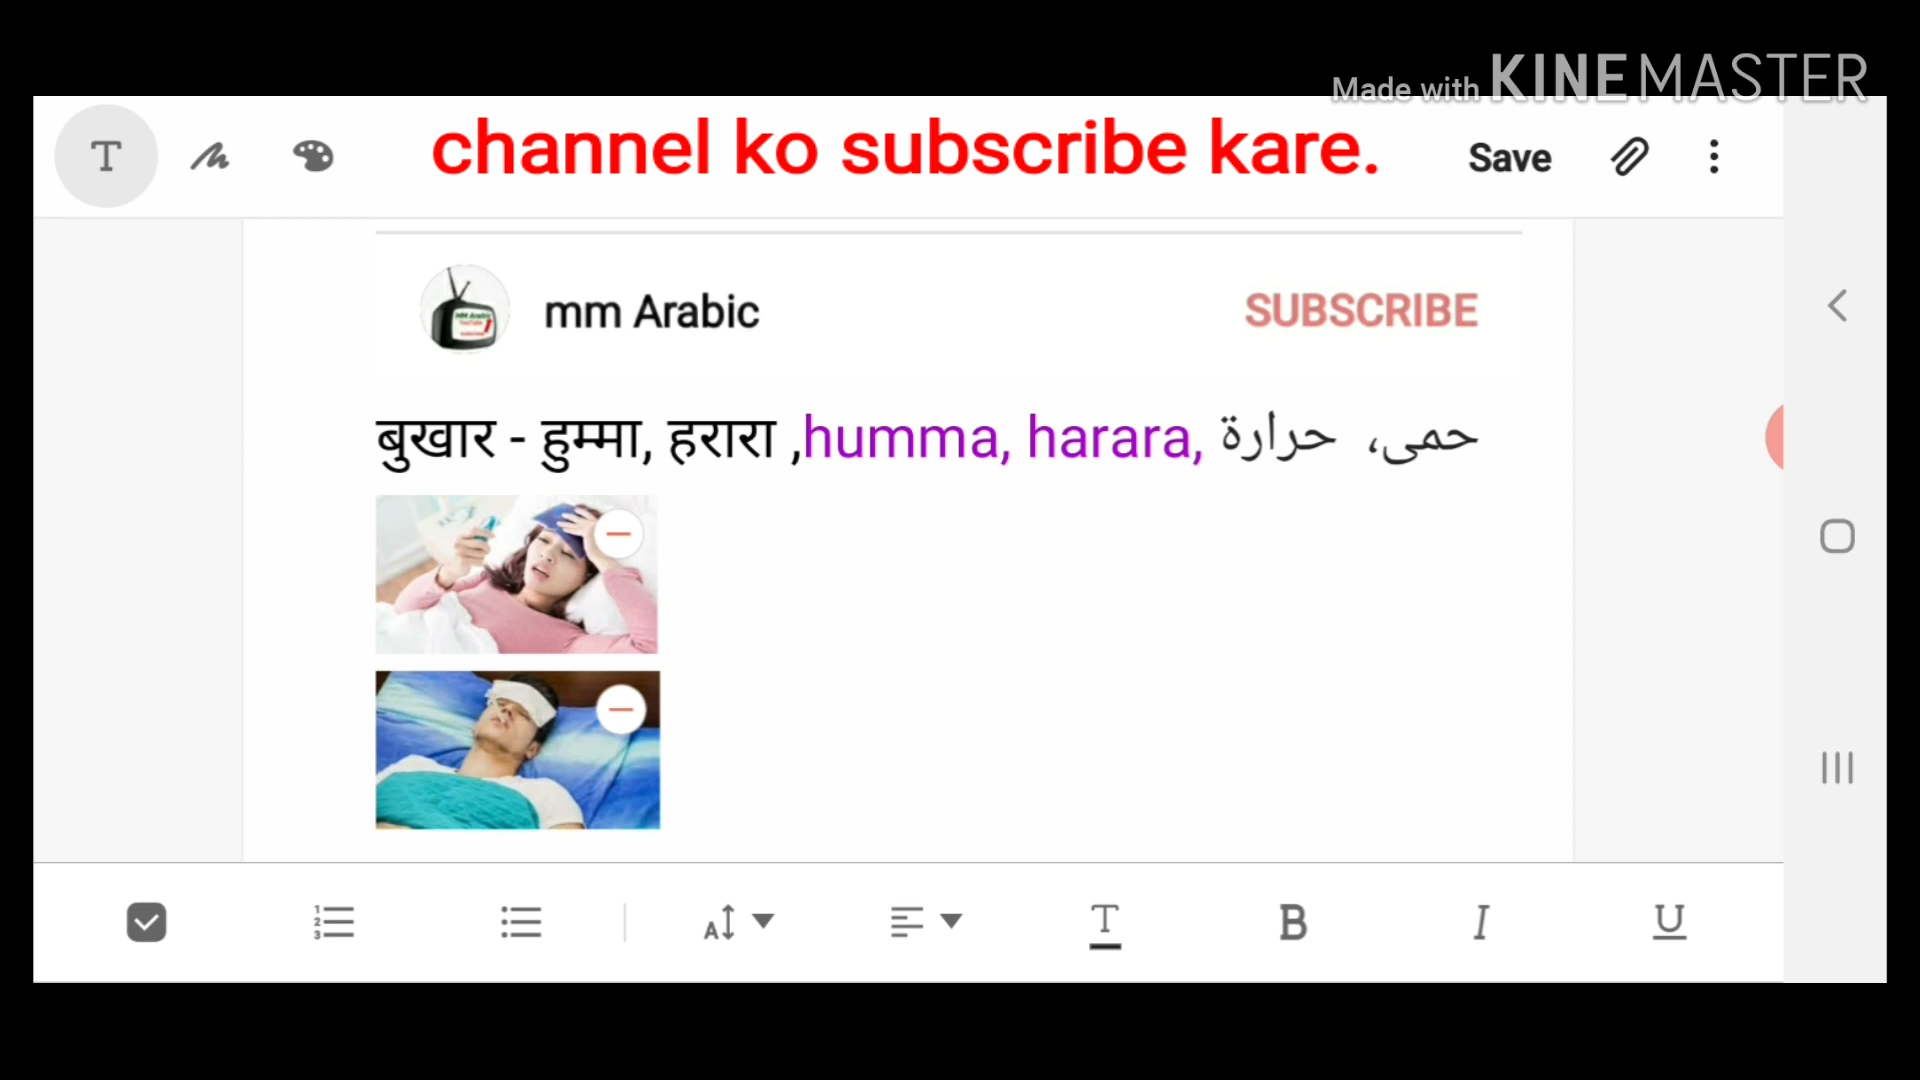 Made with KINEMASTER
channel ko subscribe kare.
Save
mm Arabic
SUBSCRIBE
बुखार - हुम्मा, हरारा ,humma, harara, حمى، حرارة